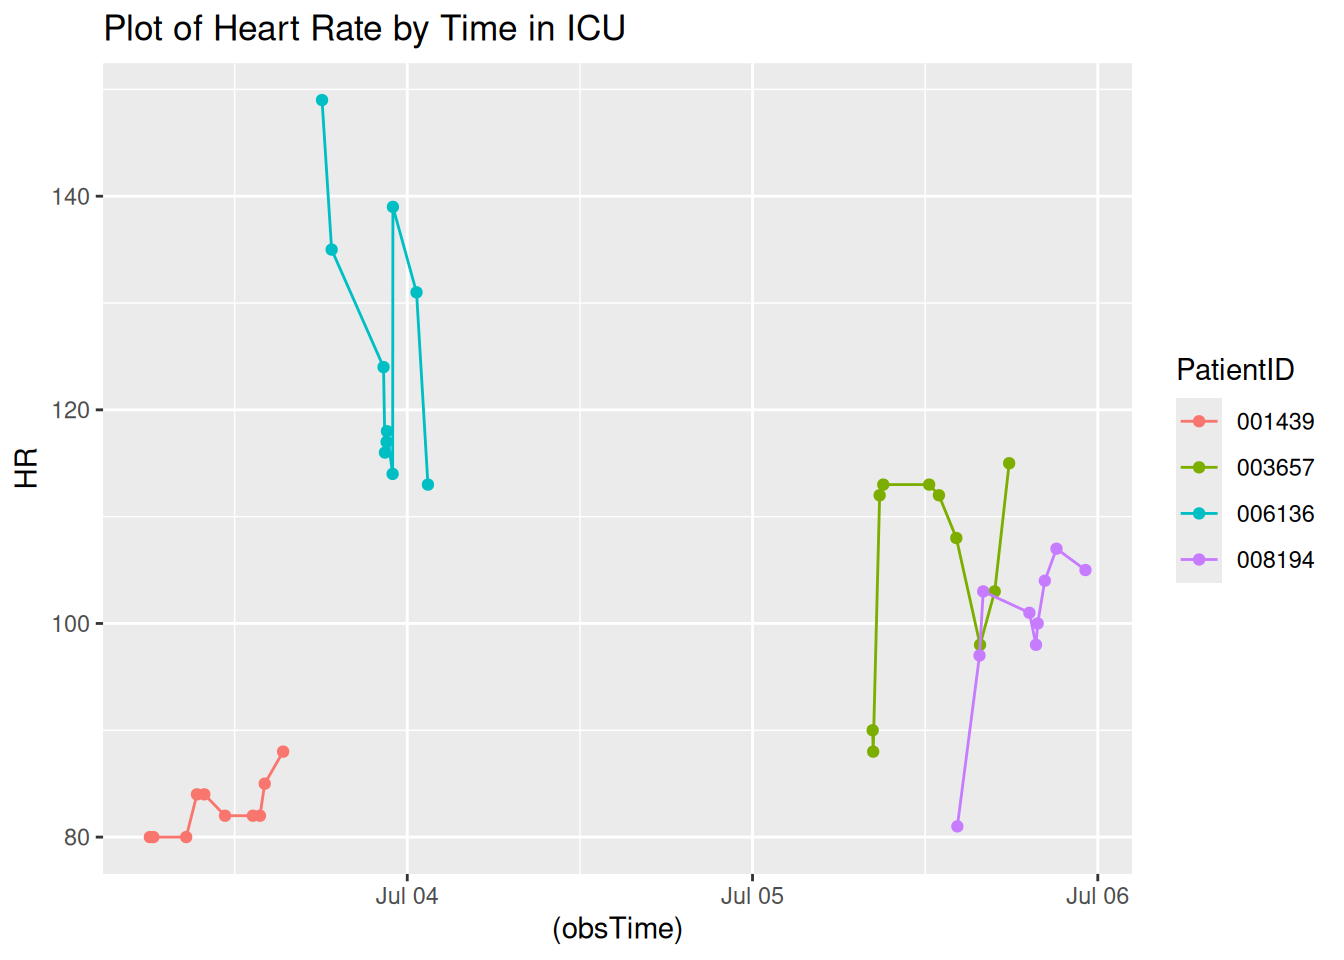 Plot of Heart Rate by Time in ICU
HR
140
120
100
80
Jul 04
Jul 05
Jul 06
(obsTime)
PatientID
001439
003657
006136
008194